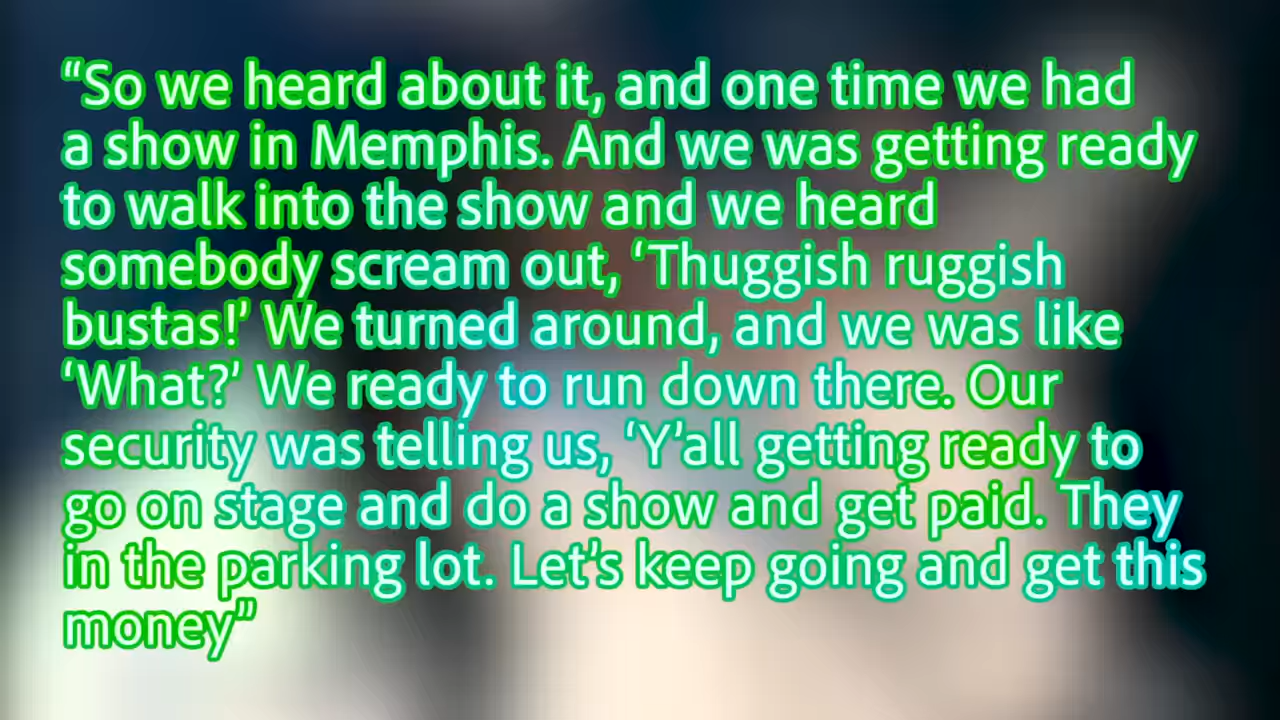 “So we heard about it, and one time we had
a show in Memphis. And we was getting ready
to walk into the show and we heard
somebody scream out, ‘Thuggish ruggish
bustas!’ We turned around, and we was like
‘What?’ We ready to run down there. Our
security was telling us, ‘Y’all getting ready to
go on stage and do a show and get paid. They
in the parking lot. Let’s keep going and get this
money”